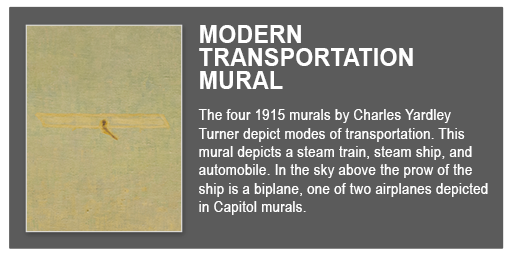 MODERN
TRANSPORTATION
MURAL
The four 1915 murals by Charles Yardley
Turner depict modes of transportation. This
mural depicts a steam train, steam ship, and
automobile. In the sky above the prow of the
ship is a biplane, one of two airplanes depicted
in Capitol murals.